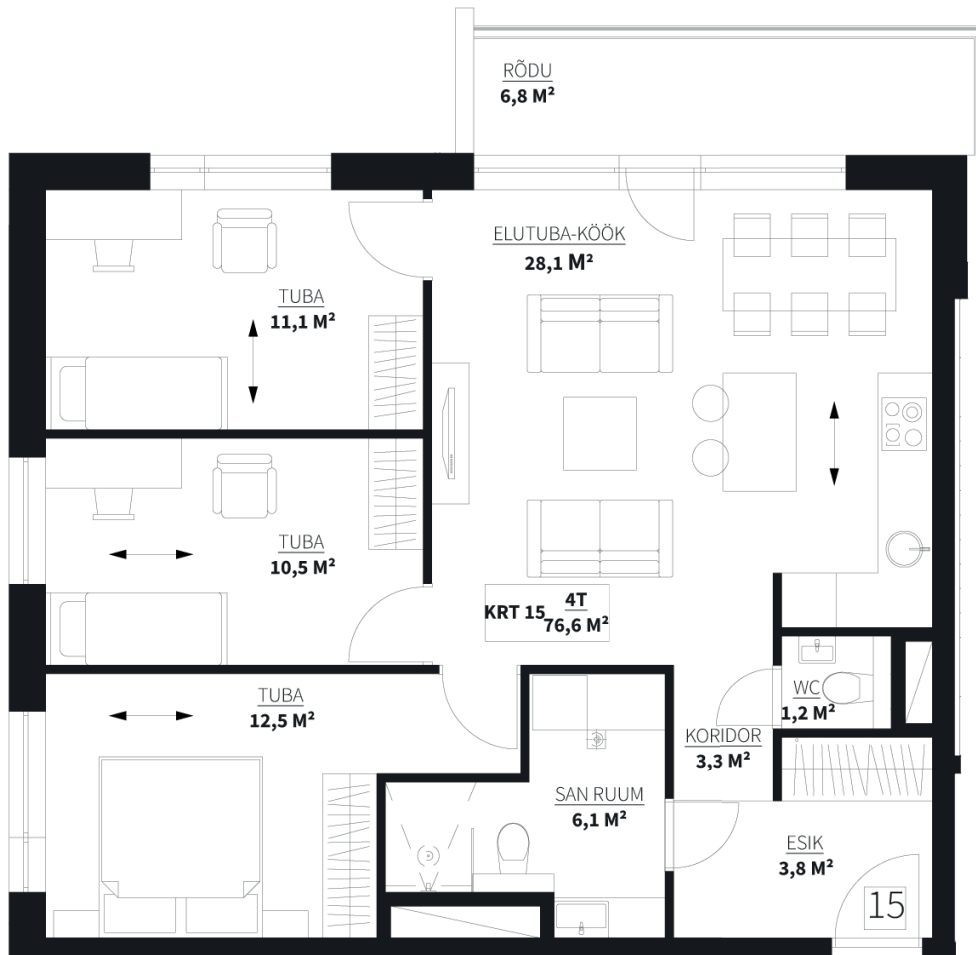 RÕDU
6,8 M²
ELUTUBA-KÖÖK
28,1 M²
TUBA
11,1 M²
TUBA
10,5 M²
KRT 15
4T
76,6 M²
TUBA
12,5 M²
WC
1,2 M²
KORIDOR
3,3 M²
SAN RUUM
6,1 M²
ESIK
3,8 M²
15